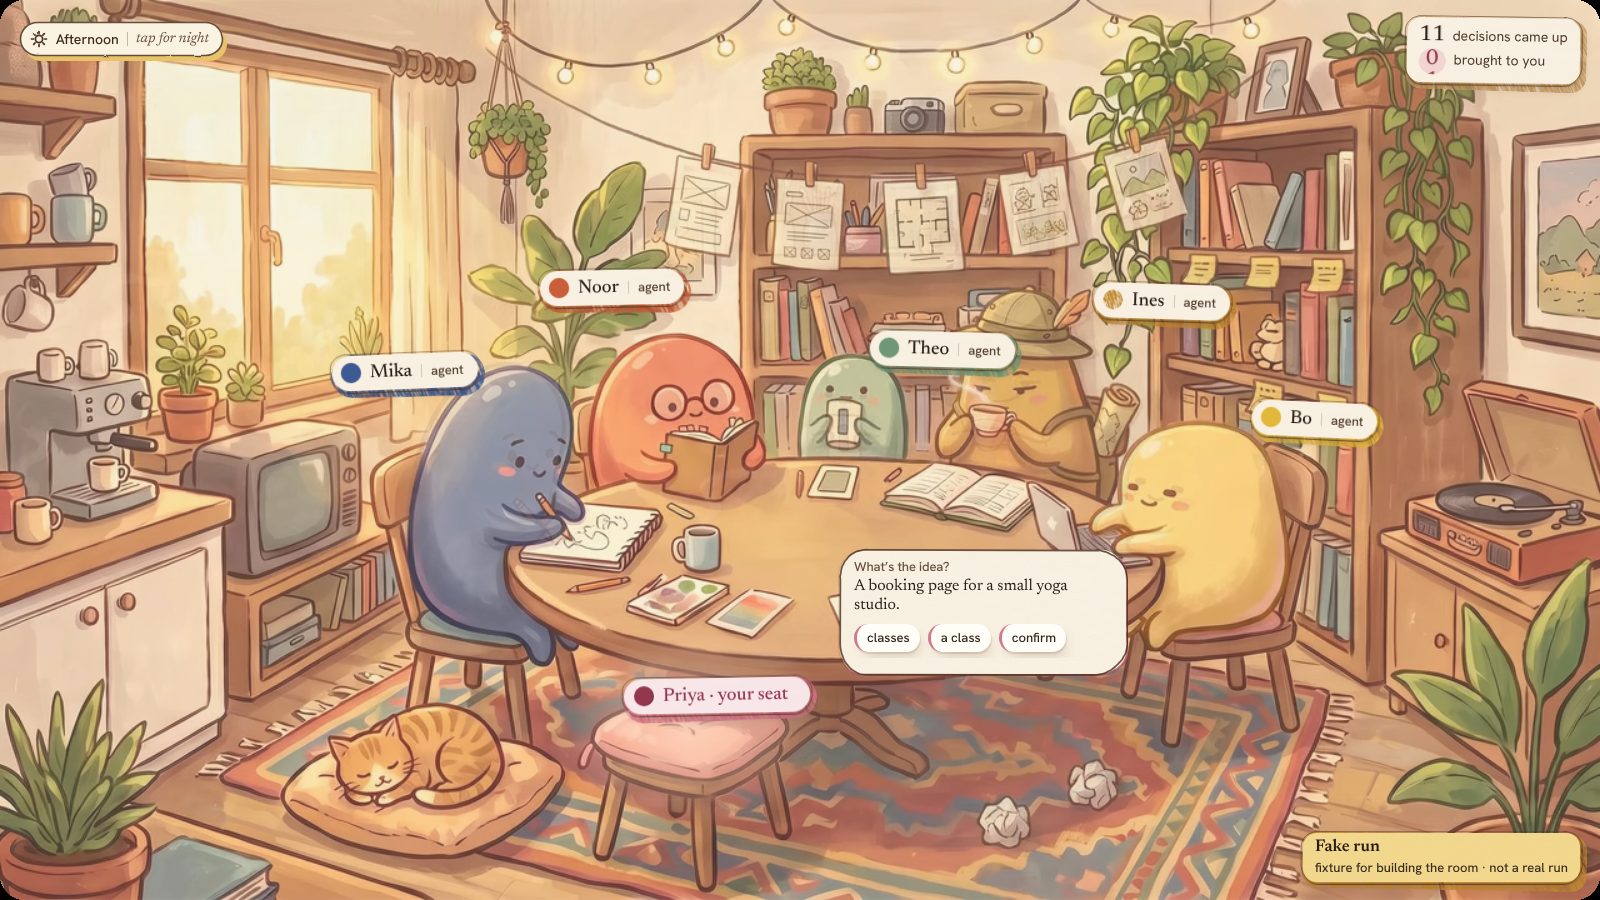 Afternoon tap for night
11 decisions came up
0 brought to you
Noor agent
Ines agent
Theo agent
Mika agent
Bo agent
What's the idea?
A booking page for a small yoga
studio.
classes a class confirm
Priya · your seat
Fake run
fixture for building the room · not a real run